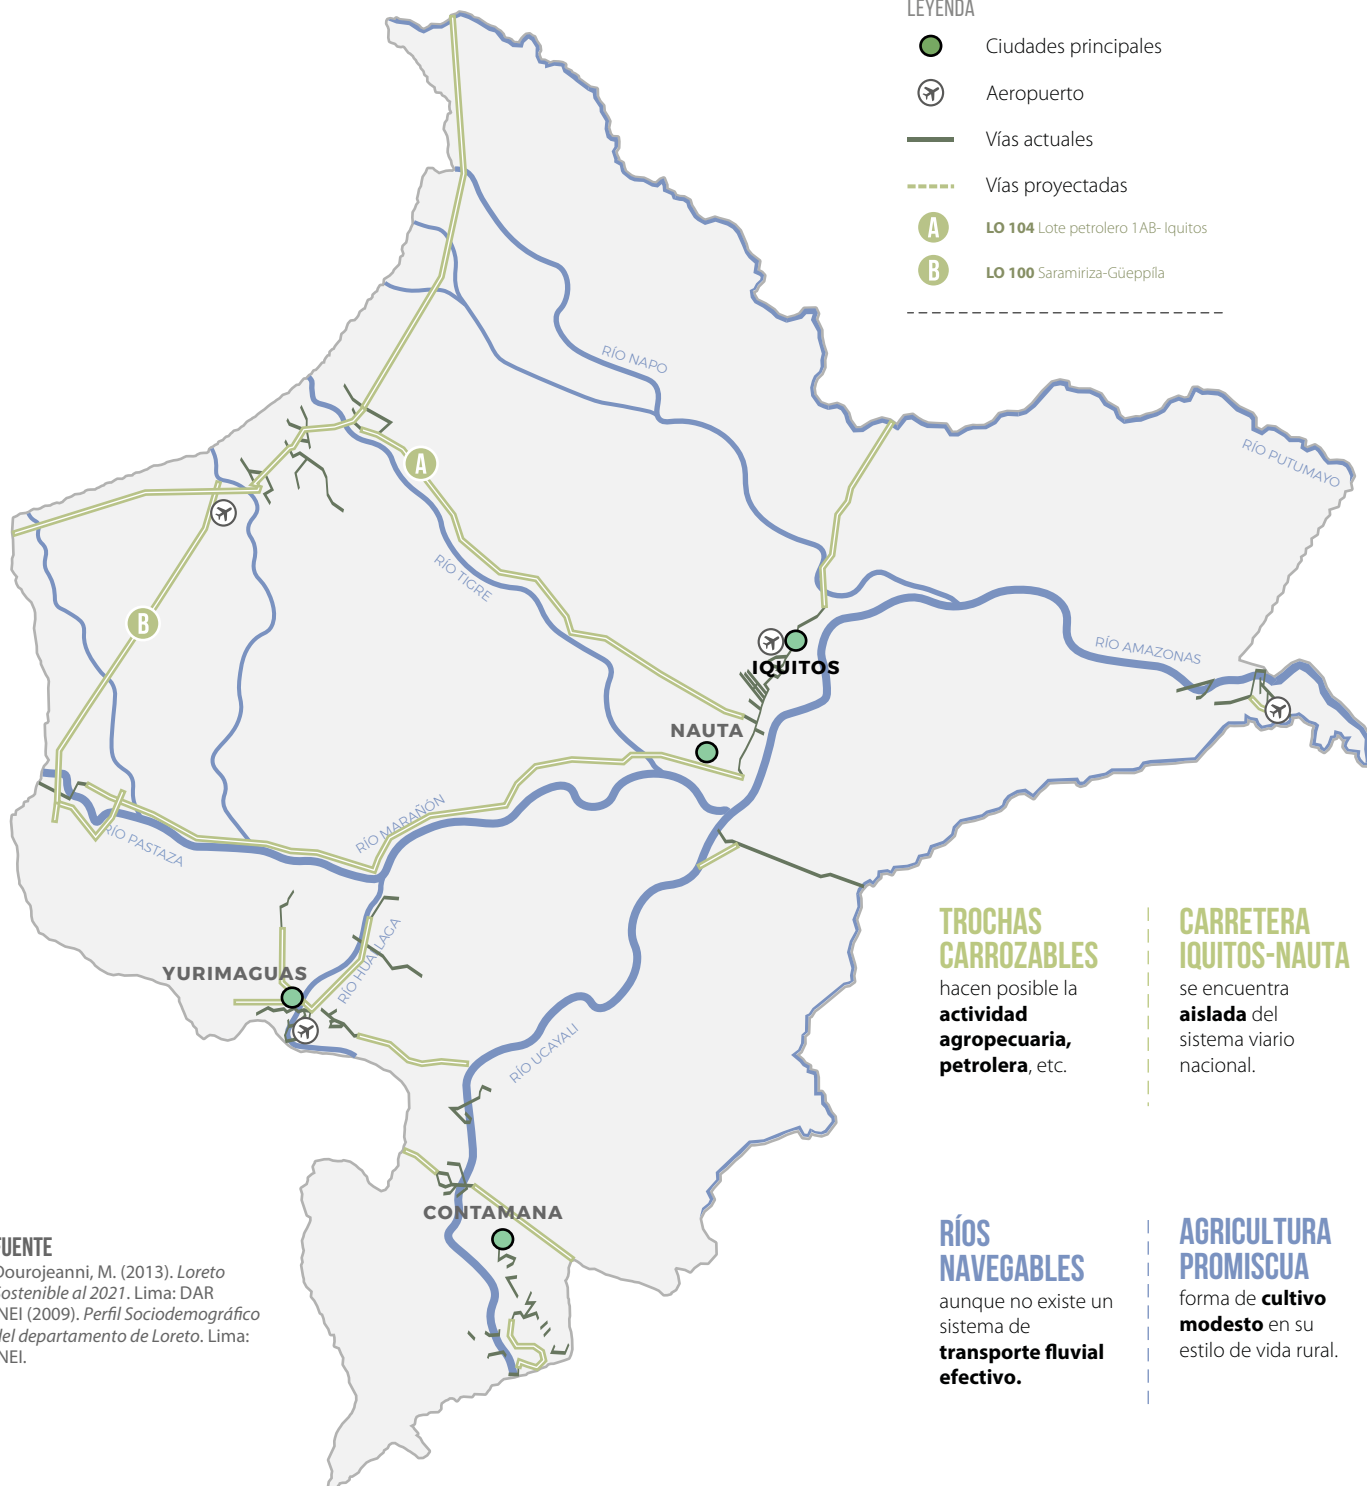 LEYENDA
Ciudades principales
Aeropuerto
Vías actuales
Vías proyectadas
A
LO 104 Lote petrolero 1AB- Iquitos
B
LO 100 Saramiriza-Güeppíla
RÍO NAPO
RÍO PUTUMAYO
A
RÍO TIGRE
B
IQUITOS
RÍO AMAZONAS
NAUTA
RÍO MARAÑÓN
RÍO PASTAZA
YURIMAGUAS
RÍO HUALLAGA
RÍO UCAYALI
CONTAMANA
TROCHAS
CARROZABLES
hacen posible la
actividad
agropecuaria,
petrolera, etc.
CARRETERA
IQUITOS-NAUTA
se encuentra
aislada del
sistema viario
nacional.
RÍOS
NAVEGABLES
aunque no existe un
sistema de
transporte fluvial
efectivo.
AGRICULTURA
PROMISCUA
forma de cultivo
modesto en su
estilo de vida rural.
FUENTE
Dourojeanni, M. (2013). Loreto
Sostenible al 2021. Lima: DAR
INEI (2009). Perfil Sociodemográfico
del departamento de Loreto. Lima:
INEI.